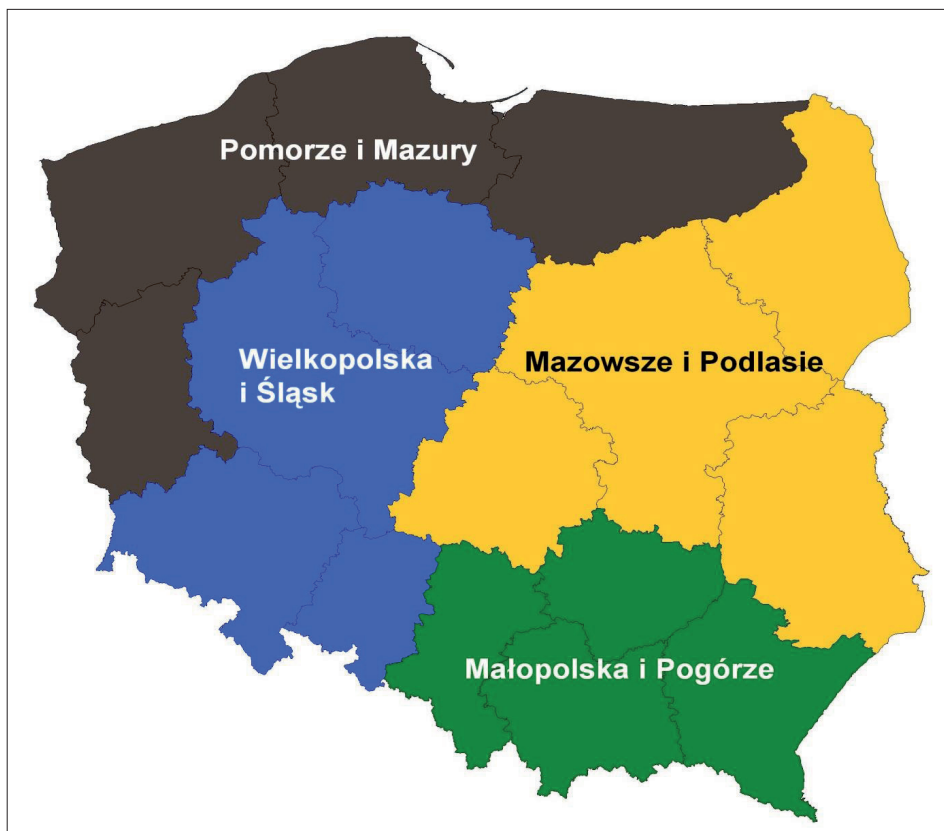 Pomorze i Mazury
Wielkopolska
i Śląsk
Mazowsze i Podlasie
Małopolska i Pogórze